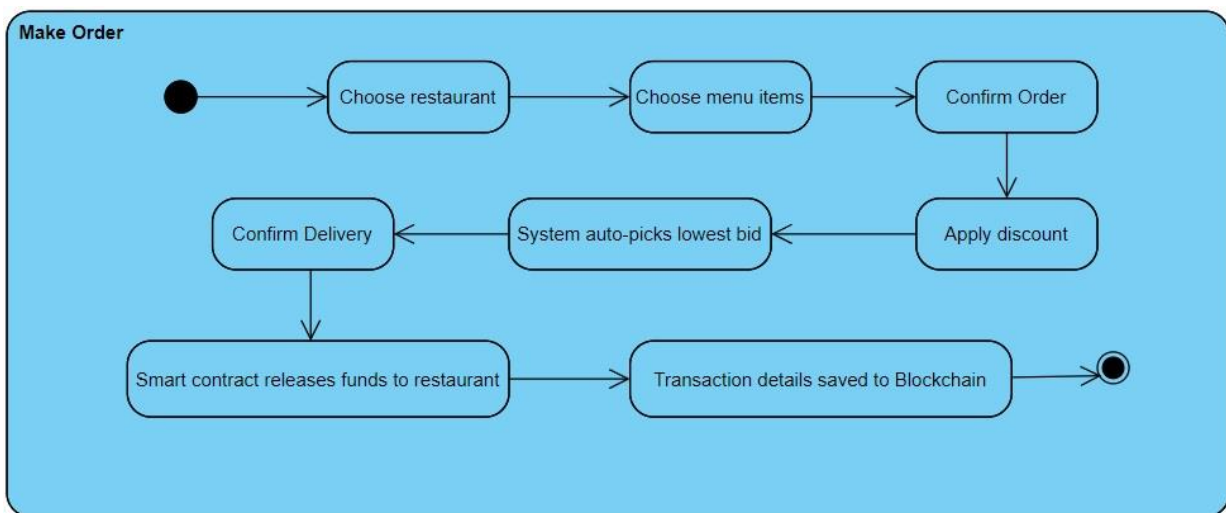 Make Order
Choose restaurant
Choose menu items
Confirm Order
Apply discount
System auto-picks lowest bid
Confirm Delivery
Smart contract releases funds to restaurant
Transaction details saved to Blockchain